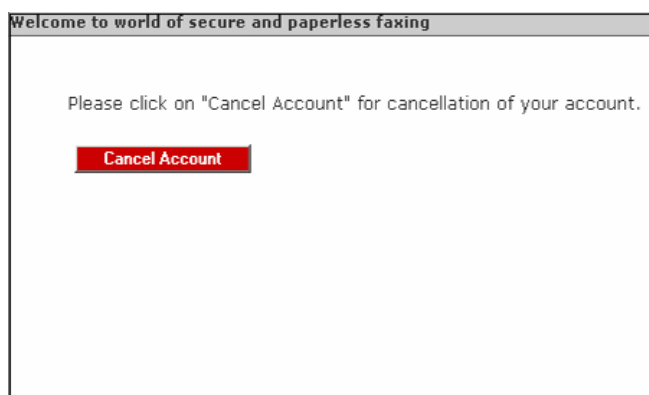 Welcome to world of secure and paperless faxing
Please click on "Cancel Account" for cancellation of your account.
Cancel Account